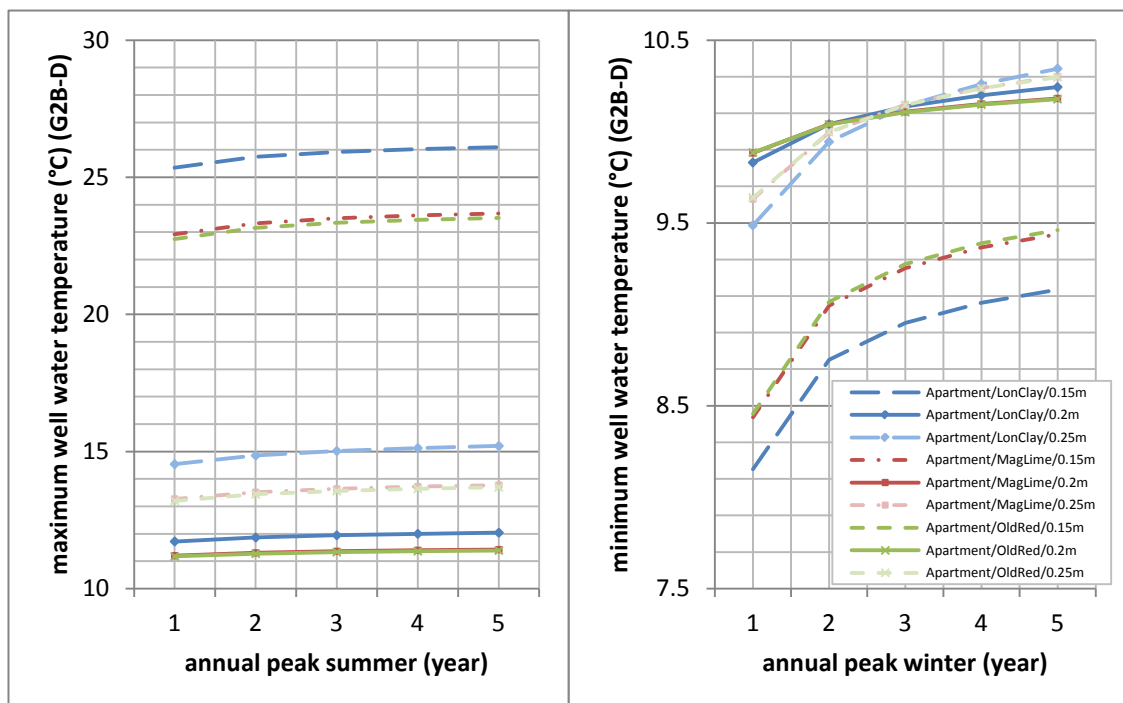 maximum well water temperature (°C) (G2B-D)
30
25
20
15
10
1 2 3 4 5
annual peak summer (year)
minimum well water temperature (°C) (G2B-D)
10.5
9.5
8.5
7.5
Apartment/LonClay/0.15m
Apartment/LonClay/0.2m
Apartment/LonClay/0.25m
Apartment/MagLime/0.15m
Apartment/MagLime/0.2m
Apartment/MagLime/0.25m
Apartment/OldRed/0.15m
Apartment/OldRed/0.2m
Apartment/OldRed/0.25m
1 2 3 4 5
annual peak winter (year)